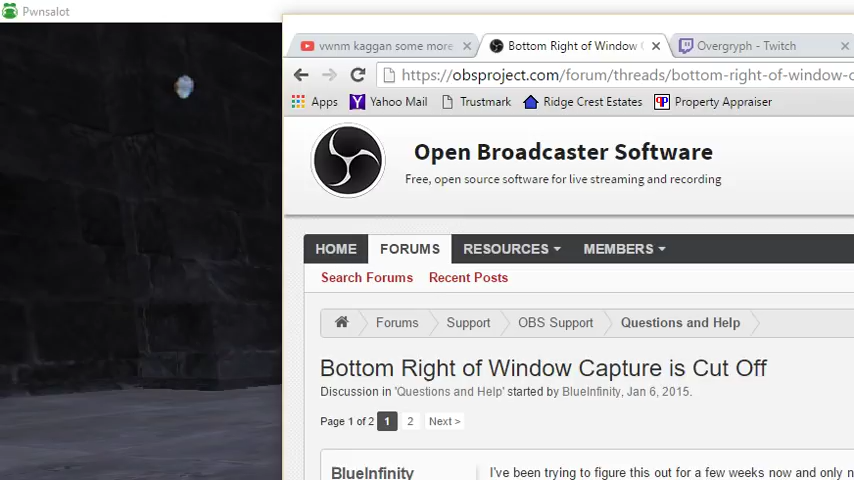 Pwnsalot
vwnm kaggan some more
Bottom Right of Window
Overgryph - Twitch
https://obsproject.com/forum/threads/bottom-right-of-window-c
Apps Yahoo Mail Trustmark Ridge Crest Estates Property Appraiser
Open Broadcaster Software
Free, open source software for live streaming and recording
HOME FORUMS RESOURCES MEMBERS
Search Forums Recent Posts
Forums Support OBS Support Questions and Help
Bottom Right of Window Capture is Cut Off
Discussion in 'Questions and Help' started by BlueInfinity, Jan 6, 2015.
Page 1 of 2 1 2 Next >
BlueInfinity
I've been trying to figure this out for a few weeks now and only n